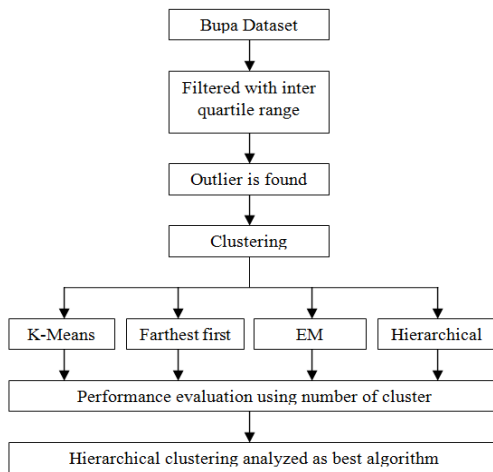 Bupa Dataset
Filtered with inter
quartile range
Outlier is found
Clustering
K-Means
Farthest first
EM
Hierarchical
Performance evaluation using number of cluster
Hierarchical clustering analyzed as best algorithm